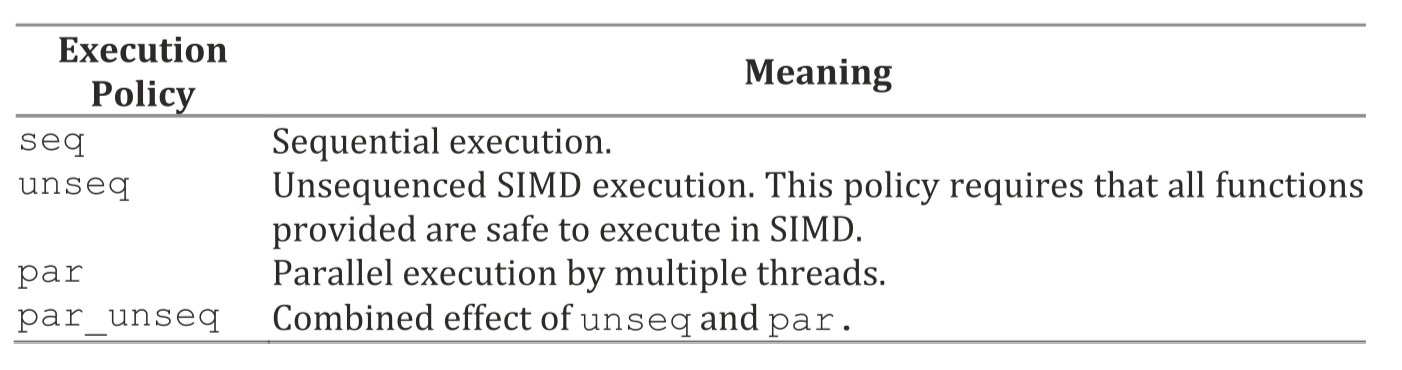 Execution
Policy
Meaning
seq
Sequential execution.
unseq
Unsequenced SIMD execution. This policy requires that all functions
provided are safe to execute in SIMD.
par
Parallel execution by multiple threads.
par_unseq
Combined effect of unseq and par.